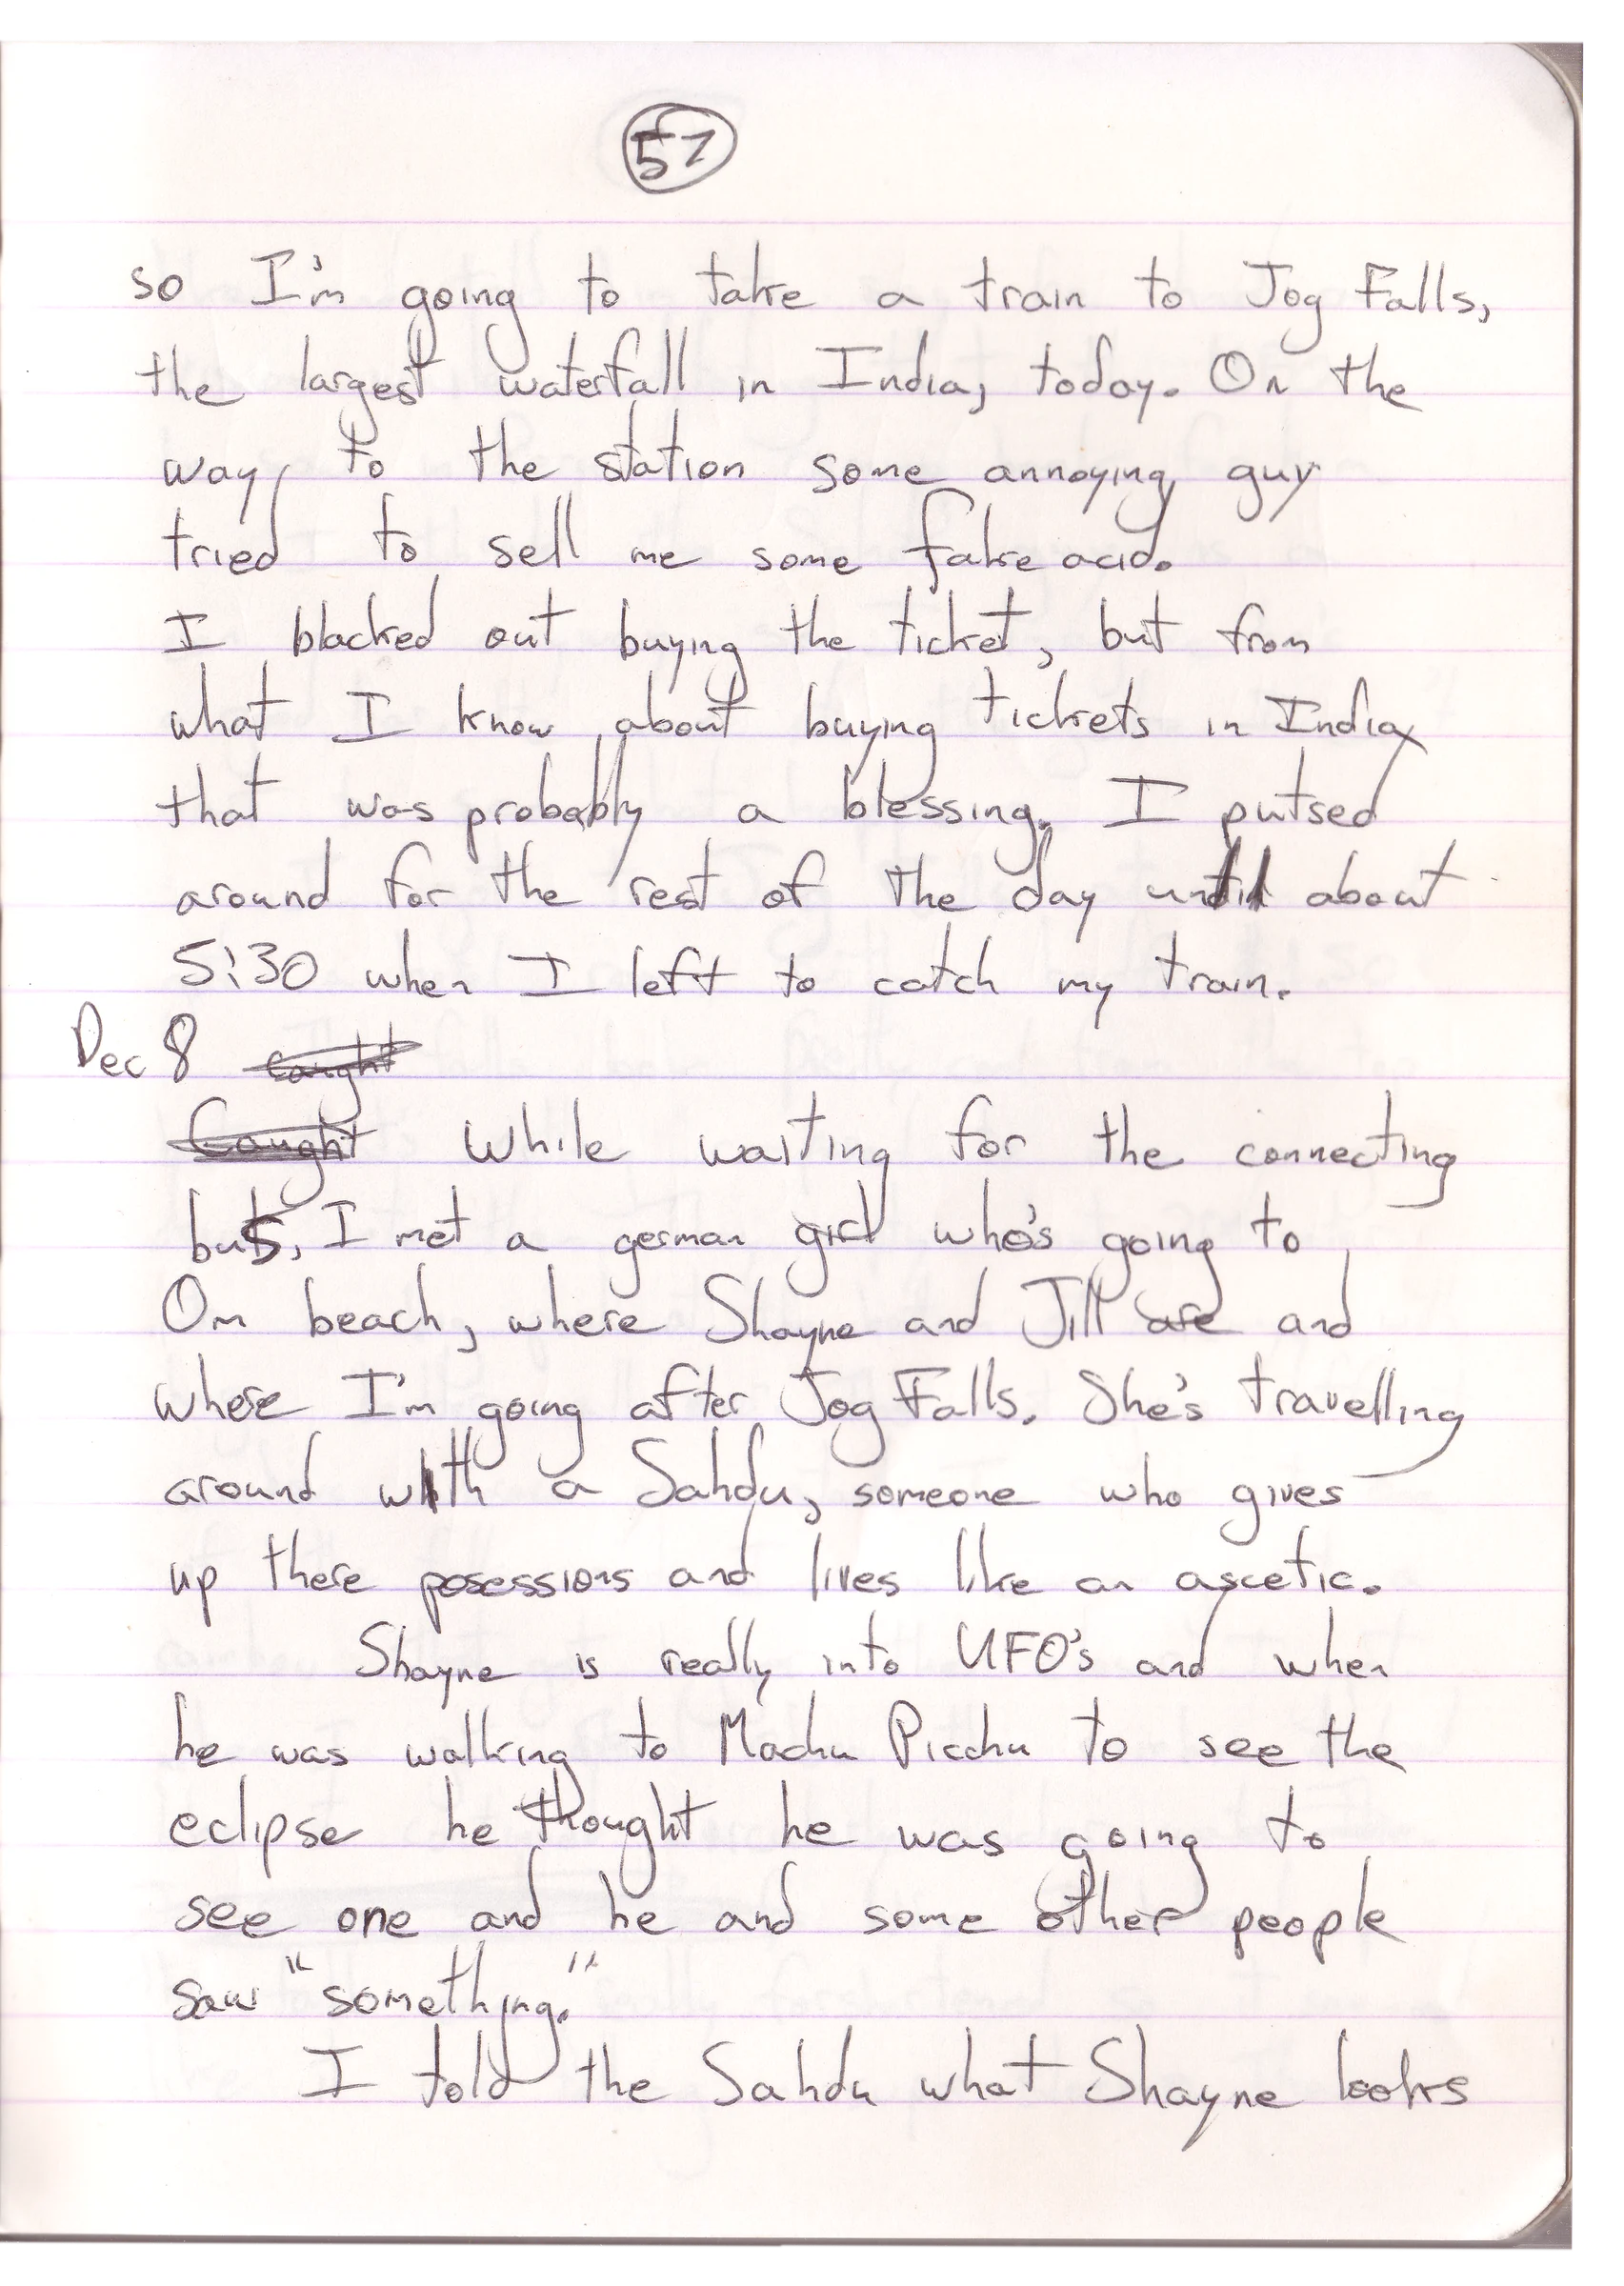 57
so I'm going to take a train to Jog Falls,
the largest waterfall in India, today. On the
way to the station some annoying guy
tried to sell me some fake acid.
I blacked out buying the ticket, but from
what I know about buying tickets in India
that was probably a blessing. I putsed
around for the rest of the day until about
5:30 when I left to catch my train.
Dec 8 caught
Caught While waiting for the connecting
bus, I met a german girl who's going to
Om beach, where Shayne and Jill are and
where I'm going after Jog Falls. She's travelling
around with a Sahdu, someone who gives
up there posessions and lives like an ascetic.
Shayne is really into UFO's and when
he was walking to Machu Picchu to see the
eclipse he thought he was going to
see one and he and some other people
saw "something."
I told the Sahdu what Shayne looks